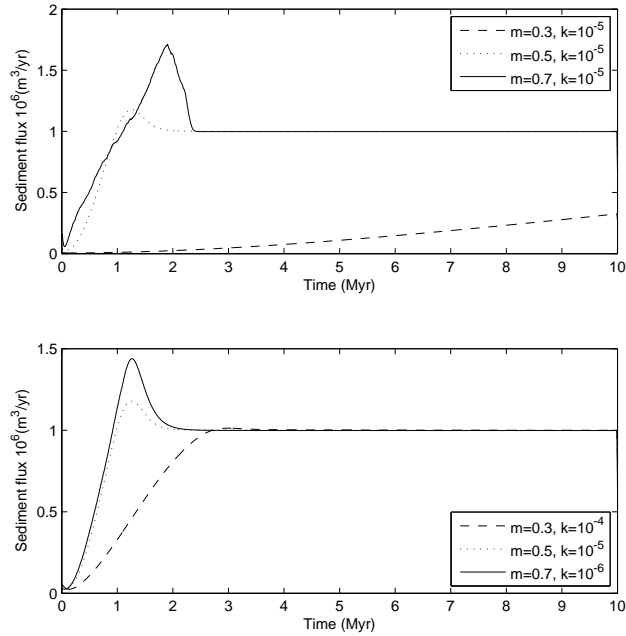 Sediment flux 10^6(m^3/yr)
2
1.5
1
0.5
0
m=0.3, k=10^-5
m=0.5, k=10^-5
m=0.7, k=10^-5
0 1 2 3 4 5 6 7 8 9 10
Time (Myr)
Sediment flux 10^6(m^3/yr)
1.5
1
0.5
0
m=0.3, k=10^-4
m=0.5, k=10^-5
m=0.7, k=10^-6
0 1 2 3 4 5 6 7 8 9 10
Time (Myr)